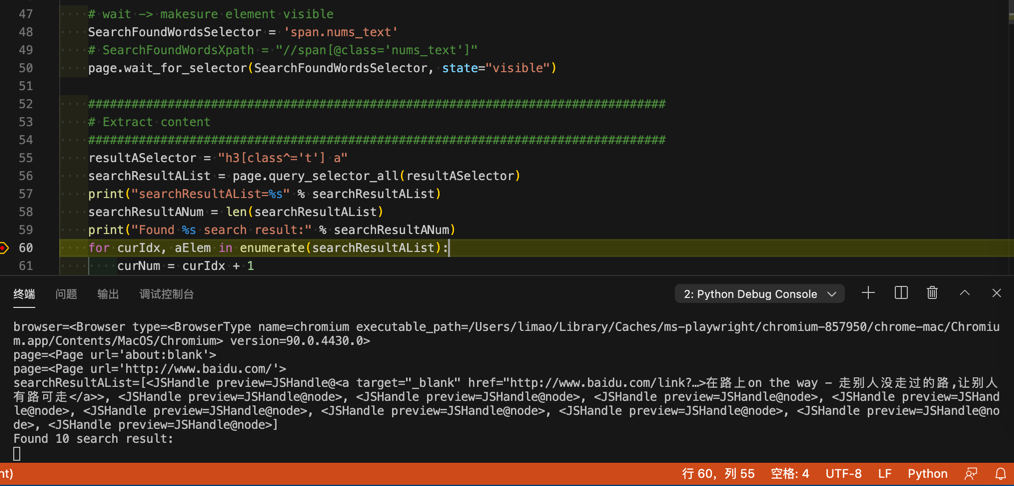 47 # wait -> makesure element visible
48 SearchFoundWordsSelector = 'span.nums_text'
49 # SearchFoundWordsXpath = "//span[@class='nums_text']"
50 page.wait_for_selector(SearchFoundWordsSelector, state="visible")
51
52 ################################################################################
53 # Extract content
54 ################################################################################
55 resultASelector = "h3[class^='t'] a"
56 searchResultAList = page.query_selector_all(resultASelector)
57 print("searchResultAList=%s" % searchResultAList)
58 searchResultANum = len(searchResultAList)
59 print("Found %s search result:" % searchResultANum)
60 for curIdx, aElem in enumerate(searchResultAList):
61 curNum = curIdx + 1
终端 问题 输出 调试控制台 2: Python Debug Console
browser=<Browser type=<BrowserType name=chromium executable_path=/Users/limao/Library/Caches/ms-playwright/chromium-857950/chrome-mac/Chromiu
m.app/Contents/MacOS/Chromium> version=90.0.4430.0>
page=<Page url='about:blank'>
page=<Page url='http://www.baidu.com/'>
searchResultAList=[<JSHandle preview=JSHandle@<a target="_blank" href="http://www.baidu.com/link?…>在路上on the way - 走别人没走过的路,让别人
有路可走</a>>, <JSHandle preview=JSHandle@node>, <JSHandle preview=JSHandle@node>, <JSHandle preview=JSHandle@node>, <JSHandle preview=JSHand
le@node>, <JSHandle preview=JSHandle@node>, <JSHandle preview=JSHandle@node>, <JSHandle preview=JSHandle@node>, <JSHandle preview=JSHandle@no
de>, <JSHandle preview=JSHandle@node>]
Found 10 search result:
nt) 行 60，列 55 空格: 4 UTF-8 LF Python